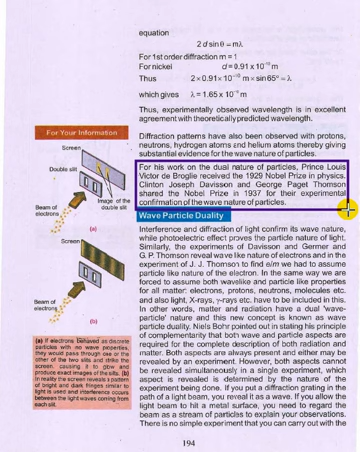 equation
2 d sin θ = mλ
For 1st order diffraction m = 1
For nickel d = 0.91 x 10⁻¹⁰ m
Thus 2 × 0.91 × 10⁻¹⁰ m × sin 65° = λ
which gives λ = 1.65 x 10⁻¹⁰ m
Thus, experimentally observed wavelength is in excellent
agreement with theoretically predicted wavelength.
Diffraction patterns have also been observed with protons,
neutrons, hydrogen atoms and helium atoms thereby giving
substantial evidence for the wave nature of particles.
For his work on the dual nature of particles, Prince Louis
Victor de Broglie received the 1929 Nobel Prize in physics.
Clinton Joseph Davisson and George Paget Thomson
shared the Nobel Prize in 1937 for their experimental
confirmation of the wave nature of particles.
Wave Particle Duality
Interference and diffraction of light confirm its wave nature,
while photoelectric effect proves the particle nature of light.
Similarly, the experiments of Davisson and Germer and
G. P. Thomson reveal wave like nature of electrons and in the
experiment of J. J. Thomson to find e/m we had to assume
particle like nature of the electron. In the same way we are
forced to assume both wavelike and particle like properties
for all matter: electrons, protons, neutrons, molecules etc.
and also light, X-rays, γ-rays etc. have to be included in this.
In other words, matter and radiation have a dual 'wave-
particle' nature and this new concept is known as wave
particle duality. Niels Bohr pointed out in stating his principle
of complementarity that both wave and particle aspects are
required for the complete description of both radiation and
matter. Both aspects are always present and either may be
revealed by an experiment. However, both aspects cannot
be revealed simultaneously in a single experiment, which
aspect is revealed is determined by the nature of the
experiment being done. If you put a diffraction grating in the
path of a light beam, you reveal it as a wave. If you allow the
light beam to hit a metal surface, you need to regard the
beam as a stream of particles to explain your observations.
There is no simple experiment that you can carry out with the
For Your Information
Screen
Double slit
Beam of
electrons
Image of the
double slit
(a)
Screen
Beam of
electrons
(b)
(a) If electrons behaved as discrete
particles with no wave properties,
they would pass through one or the
other of the two slits and strike the
screen, causing it to glow and
produce exact images of the slits. (b)
In reality the screen reveals a pattern
of bright and dark fringes similar to
light is used and interference occurs
between the light waves coming from
each slit.
194